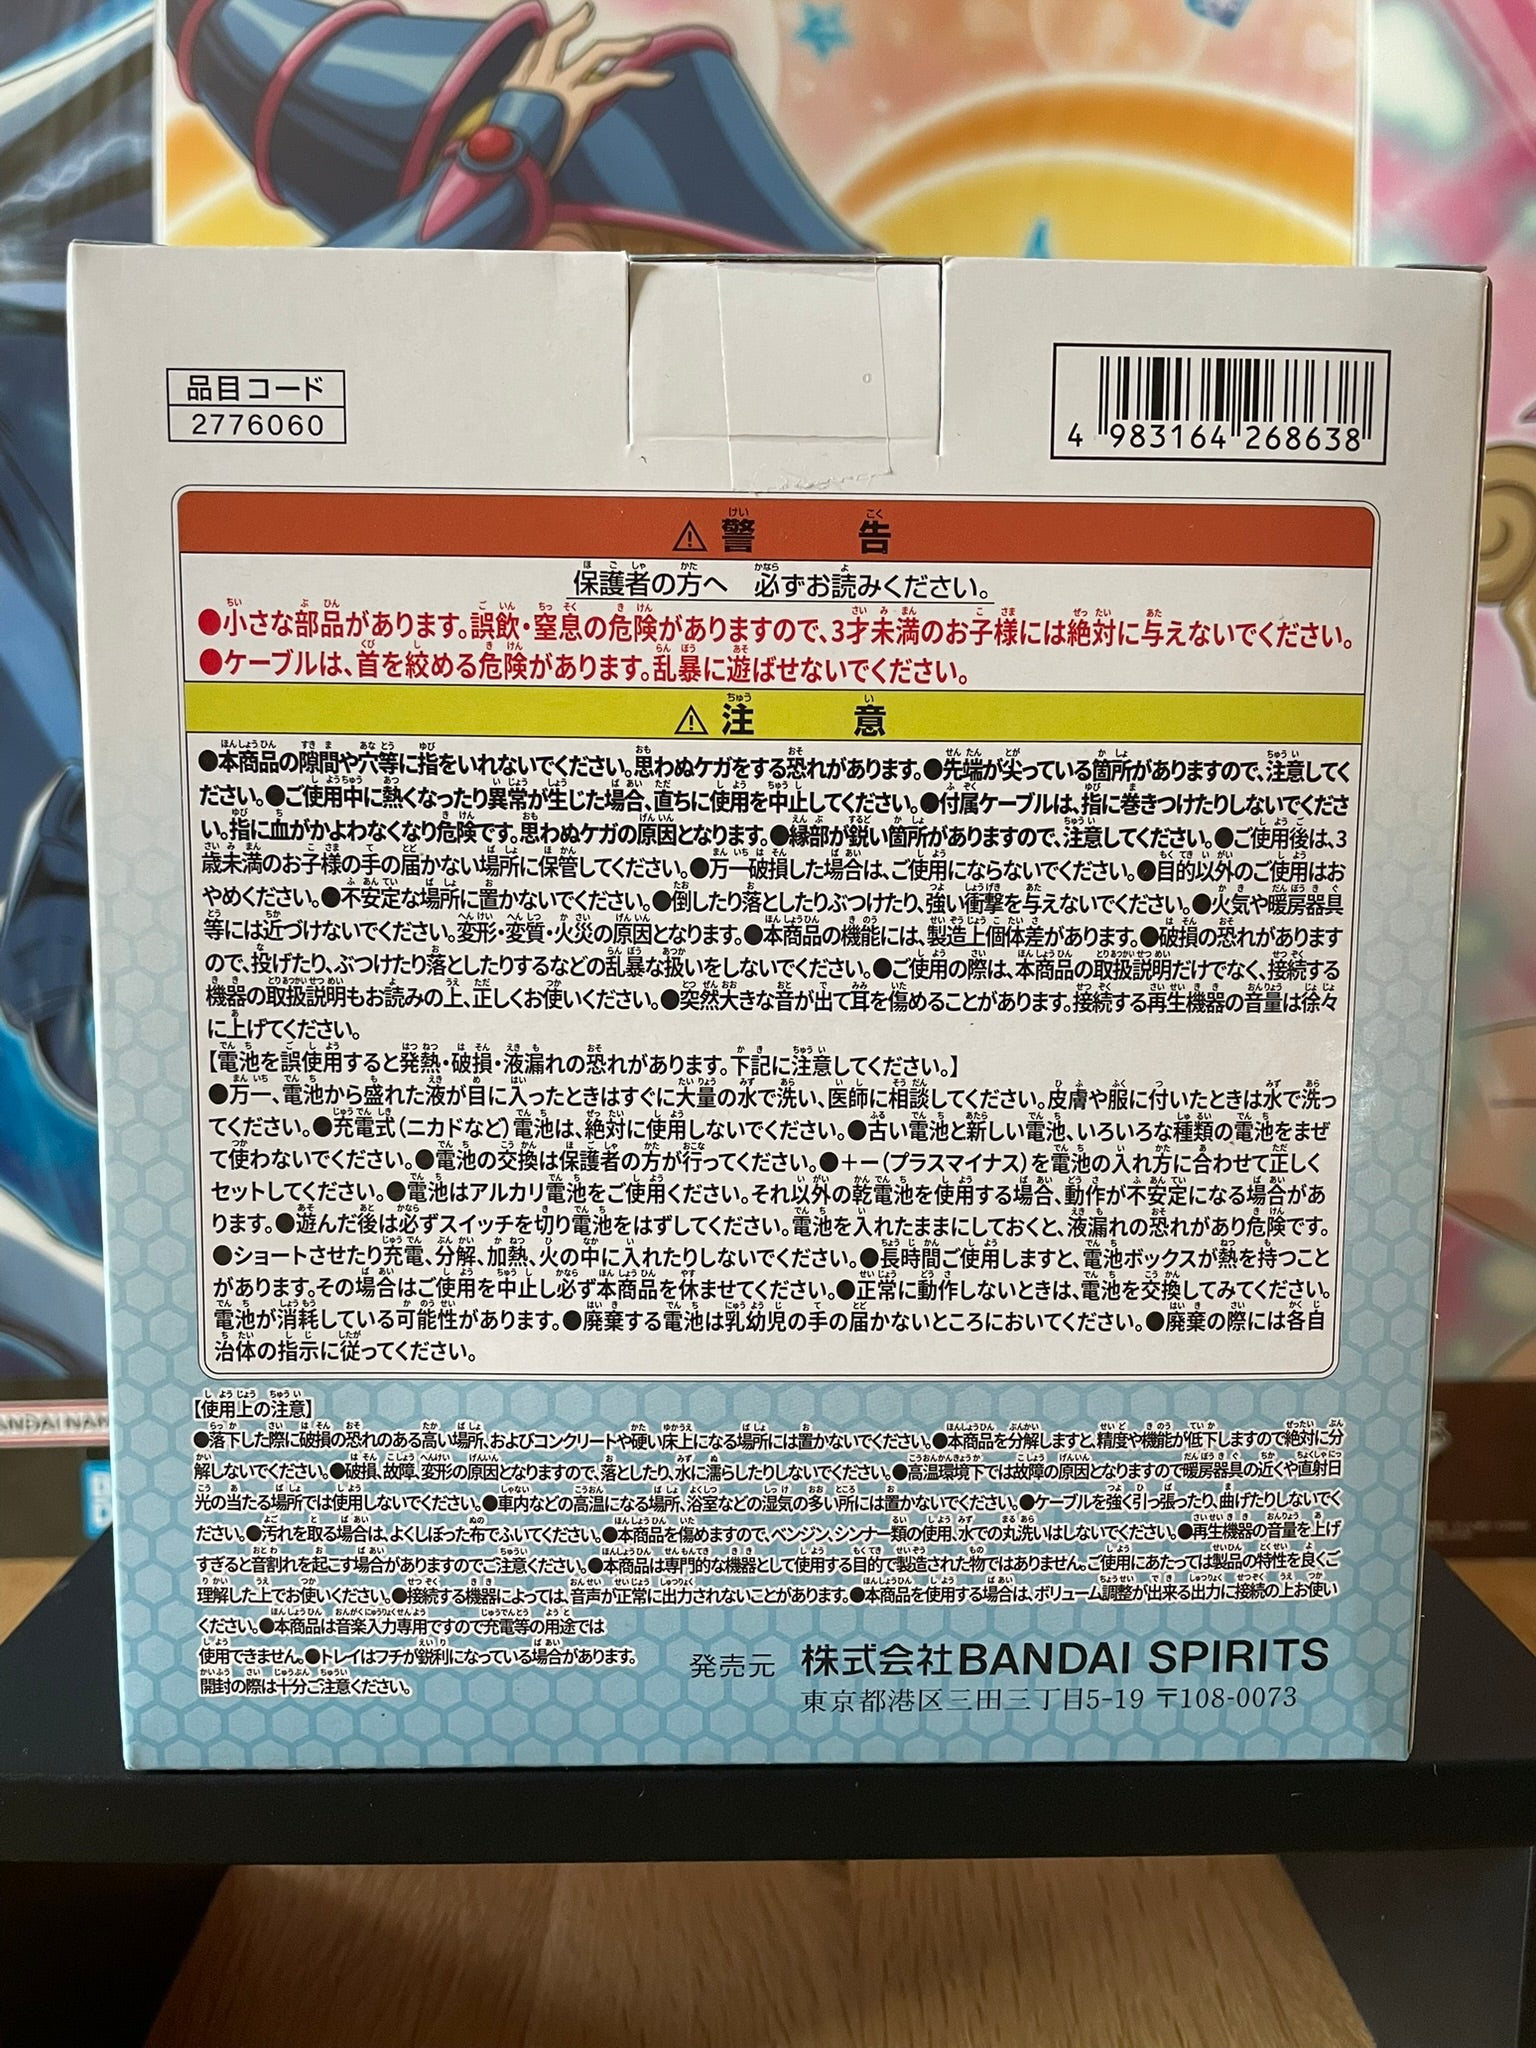 品目コード
2776060
4 983164 268638
⚠警告
保護者の方へ 必ずお読みください。
●小さな部品があります。誤飲・窒息の危険がありますので、3才未満のお子様には絶対に与えないでください。
●ケーブルは、首を絞める危険があります。乱暴に遊ばせないでください。
⚠注意
●本商品の隙間や穴等に指をいれないでください。思わぬケガをする恐れがあります。●先端が尖っている箇所がありますので、注意してく
ださい。●ご使用中に熱くなったり異常が生じた場合、直ちに使用を中止してください。●付属ケーブルは、指に巻きつけたりしないでくださ
い。指に血がかよわなくなり危険です。思わぬケガの原因となります。●縁部が鋭い箇所がありますので、注意してください。●ご使用後は、3
歳未満のお子様の手の届かない場所に保管してください。●万一破損した場合は、ご使用にならないでください。●目的以外のご使用はお
やめください。●不安定な場所に置かないでください。●倒したり落としたりぶつけたり、強い衝撃を与えないでください。●火気や暖房器具
等には近づけないでください。変形・変質・火災の原因となります。●本商品の機能には、製造上個体差があります。●破損の恐れがあります
ので、投げたり、ぶつけたり落としたりするなどの乱暴な扱いをしないでください。●ご使用の際は、本商品の取扱説明だけでなく、接続する
機器の取扱説明もお読みの上、正しくお使いください。●突然大きな音が出て耳を傷めることがあります。接続する再生機器の音量は徐々
に上げてください。
【電池を誤使用すると発熱・破損・液漏れの恐れがあります。下記に注意してください。】
●万一、電池から盛れた液が目に入ったときはすぐに大量の水で洗い、医師に相談してください。皮膚や服に付いたときは水で洗っ
てください。●充電式（ニカドなど）電池は、絶対に使用しないでください。●古い電池と新しい電池、いろいろな種類の電池をまぜ
て使わないでください。●電池の交換は保護者の方が行ってください。●＋ー（プラスマイナス）を電池の入れ方に合わせて正しく
セットしてください。●電池はアルカリ電池をご使用ください。それ以外の乾電池を使用する場合、動作が不安定になる場合があ
ります。●遊んだ後は必ずスイッチを切り電池をはずしてください。電池を入れたままにしておくと、液漏れの恐れがあり危険です。
●ショートさせたり充電、分解、加熱、火の中に入れたりしないでください。●長時間ご使用しますと、電池ボックスが熱を持つこと
があります。その場合はご使用を中止し必ず本商品を休ませてください。●正常に動作しないときは、電池を交換してみてください。
電池が消耗している可能性があります。●廃棄する電池は乳幼児の手の届かないところにおいてください。●廃棄の際には各自
治体の指示に従ってください。
【使用上の注意】
●落下した際に破損の恐れのある高い場所、およびコンクリートや硬い床上になる場所には置かないでください。●本商品を分解しますと、精度や機能が低下しますので絶対に分
解しないでください。●破損、故障、変形の原因となりますので、落としたり、水に濡らしたりしないでください。●高温環境下では故障の原因となりますので暖房器具の近くや直射日
光の当たる場所では使用しないでください。●車内などの高温になる場所、浴室などの湿気の多い所には置かないでください。●ケーブルを強く引っ張ったり、曲げたりしないでく
ださい。●汚れを取る場合は、よくしぼった布でふいてください。●本商品を傷めますので、ベンジン、シンナー類の使用、水での丸洗いはしないでください。●再生機器の音量を上げ
すぎると音割れを起こす場合がありますのでご注意ください。●本商品は専門的な機器として使用する目的で製造された物ではありません。ご使用にあたっては製品の特性を良くご
理解した上でお使いください。●接続する機器によっては、音声が正常に出力されないことがあります。●本商品を使用する場合は、ボリューム調整が出来る出力に接続の上お使い
ください。●本商品は音楽入力専用ですので充電等の用途では
使用できません。●トレイはフチが鋭利になっている場合があります。
開封の際は十分ご注意ください。
発売元 株式会社BANDAI SPIRITS
東京都港区三田三丁目5-19 〒108-0073